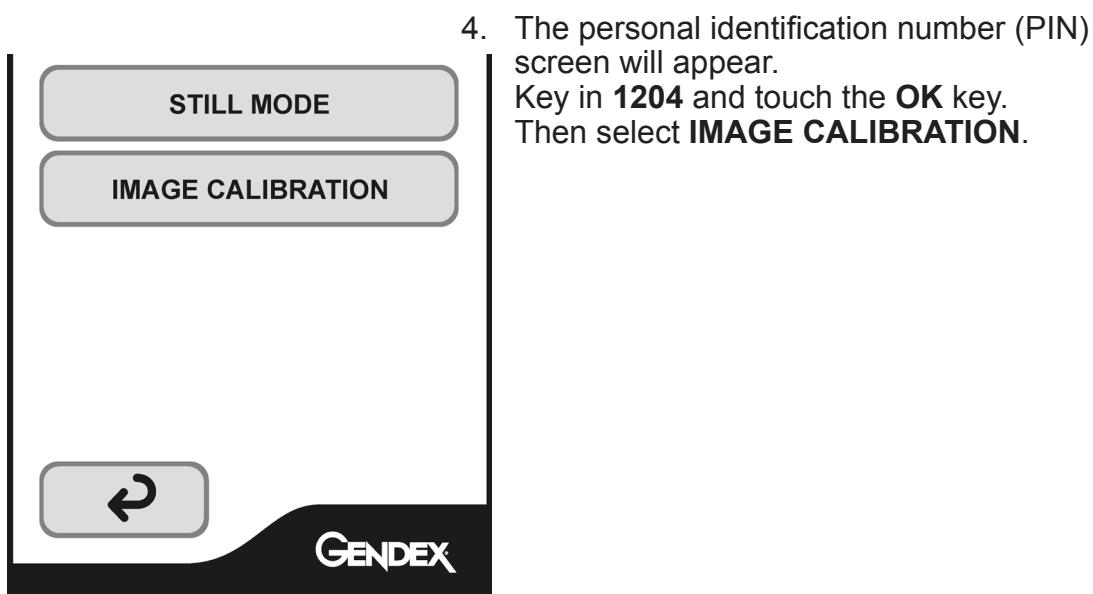 4. The personal identification number (PIN)
screen will appear.
Key in 1204 and touch the OK key.
Then select IMAGE CALIBRATION.
STILL MODE
IMAGE CALIBRATION
GENDEX